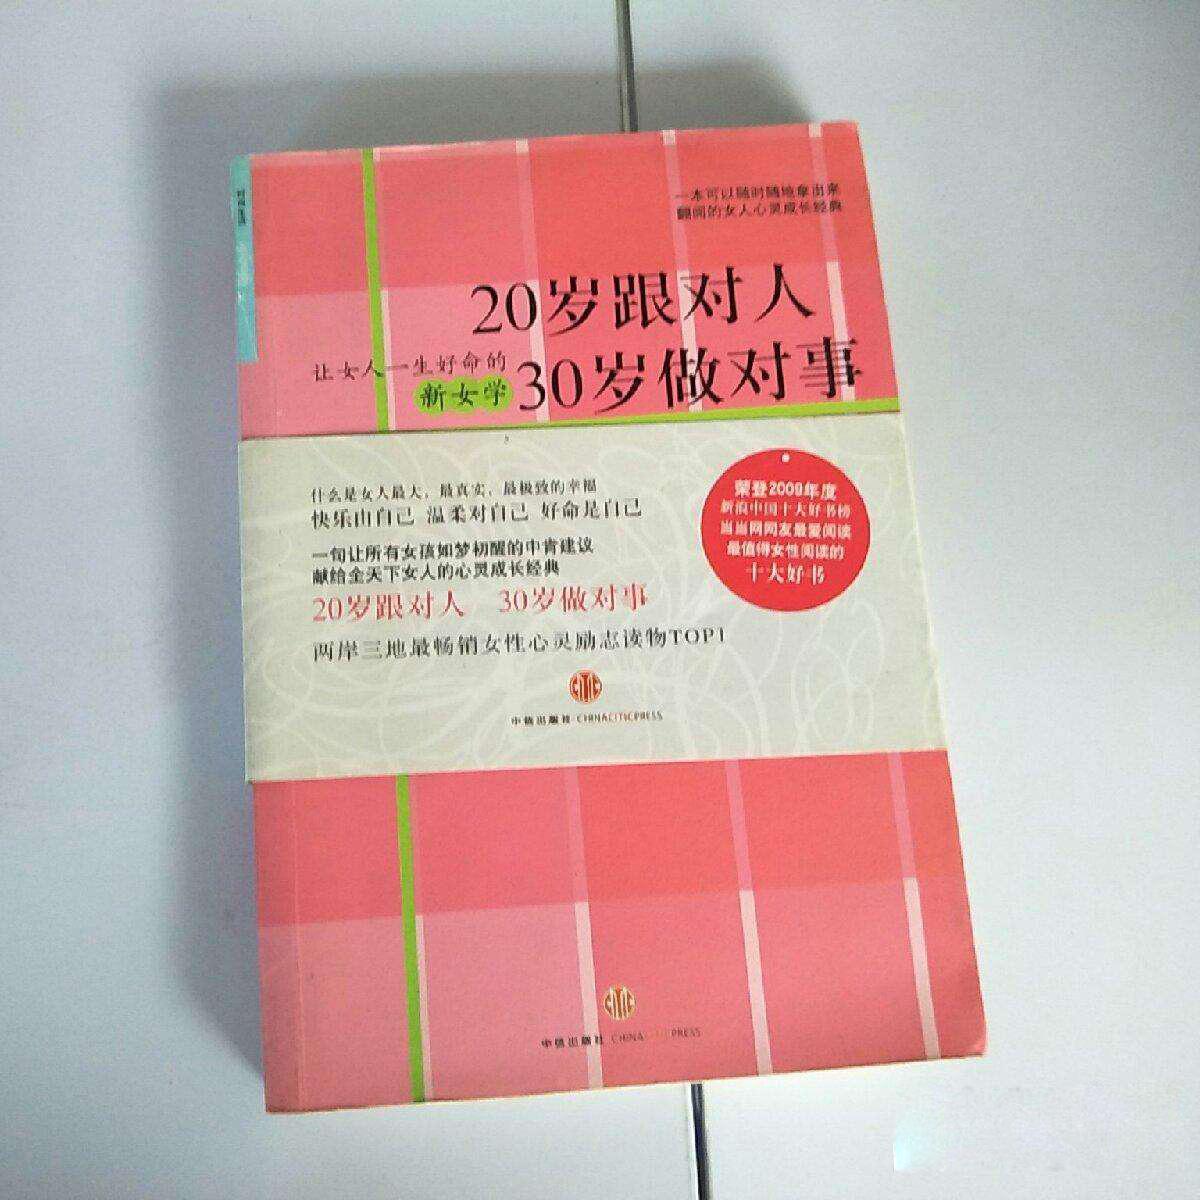 一本可以随时随地拿出来
翻阅的女人心灵成长经典
20岁跟对人
让女人一生好命的
新女学
30岁做对事
什么是女人最大，最真实，最极致的幸福
快乐由自己 温柔对自己 好命是自己
一句让所有女孩如梦初醒的中肯建议
献给全天下女人的心灵成长经典
20岁跟对人 30岁做对事
两岸三地最畅销女性心灵励志读物TOP1
中信出版社·CHINACITICPRESS
荣登2009年度
新浪中国十大好书榜
当当网网友最爱阅读
最值得女性阅读的
十大好书
中信出版社·CHINACITICPRESS